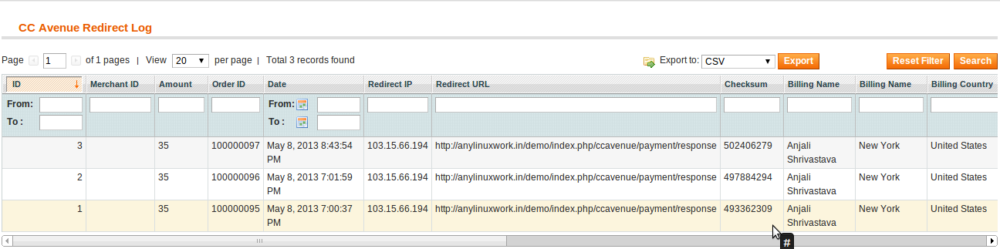 CC Avenue Redirect Log
Page 1 of 1 pages | View 20 per page | Total 3 records found Export to: CSV Export Reset Filter Search
ID Merchant ID Amount Order ID Date Redirect IP Redirect URL Checksum Billing Name Billing Name Billing Country
From: From:
To : To :
3 35 100000097 May 8, 2013 8:43:54 103.15.66.194 http://anylinuxwork.in/demo/index.php/ccavenue/payment/response 502406279 Anjali New York United States
PM Shrivastava
2 35 100000096 May 8, 2013 7:01:59 103.15.66.194 http://anylinuxwork.in/demo/index.php/ccavenue/payment/response 497884294 Anjali New York United States
PM Shrivastava
1 35 100000095 May 8, 2013 7:00:37 103.15.66.194 http://anylinuxwork.in/demo/index.php/ccavenue/payment/response 493362309 Anjali New York United States
PM Shrivastava
#